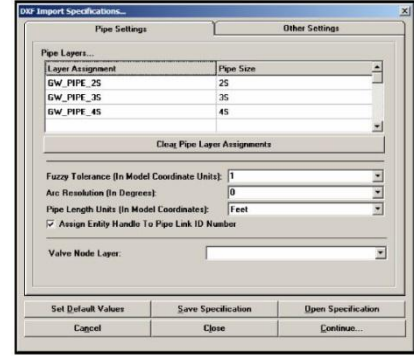 DXF Import Specifications...
Pipe Settings
Other Settings
Pipe Layers...
Layer Assignment Pipe Size
GW_PIPE_2S 2S
GW_PIPE_3S 3S
GW_PIPE_4S 4S
Clear Pipe Layer Assignments
Fuzzy Tolerance (In Model Coordinate Units): 1
Arc Resolution (In Degrees): 0
Pipe Length Units (In Model Coordinates): Feet
Assign Entity Handle To Pipe Link ID Number
Valve Node Layer:
Set Default Values Save Specification Open Specification
Cancel Close Continue...